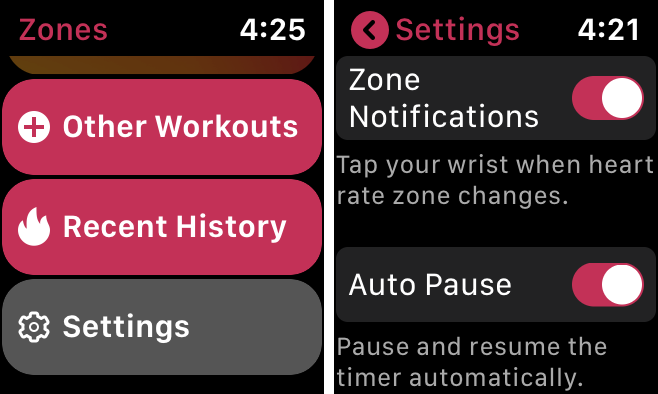 Zones 4:25
Other Workouts
Recent History
Settings
Settings 4:21
Zone
Notifications
Tap your wrist when heart
rate zone changes.
Auto Pause
Pause and resume the
timer automatically.